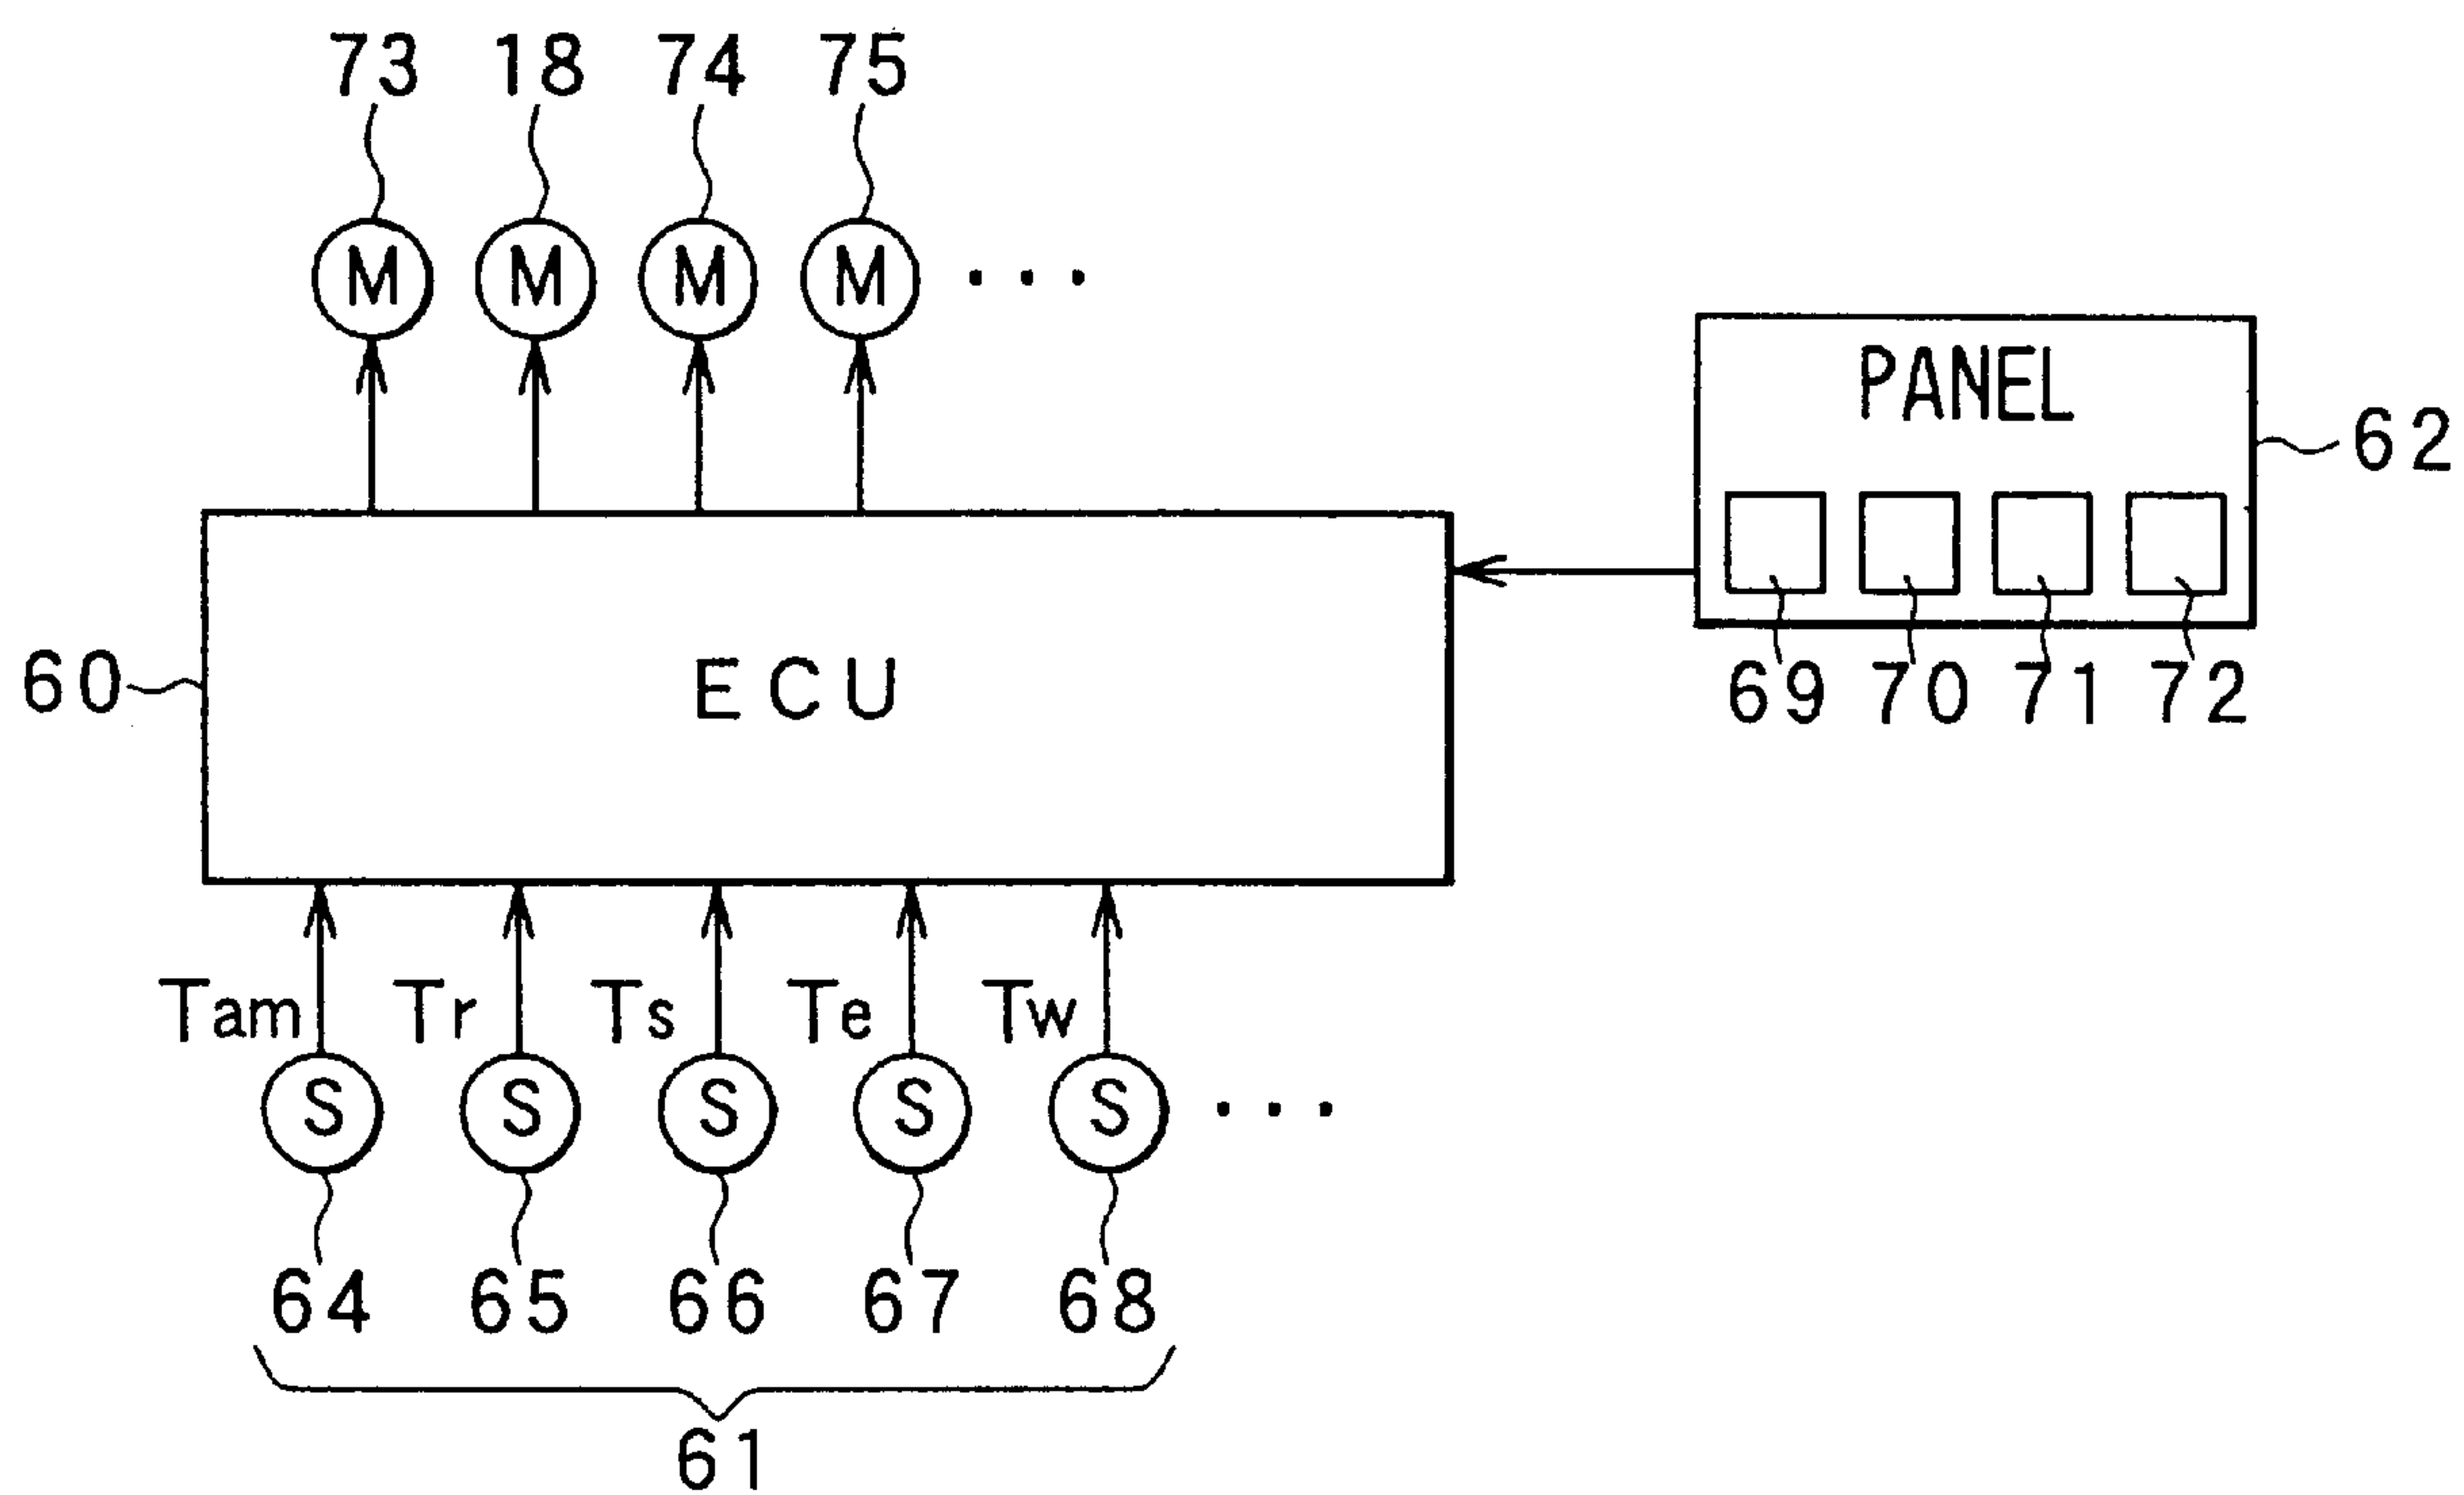 73 18 74 75
M M M M ...
PANEL
62
69 70 71 72
60
ECU
Tam Tr Ts Te Tw
S S S S S ...
64 65 66 67 68
61